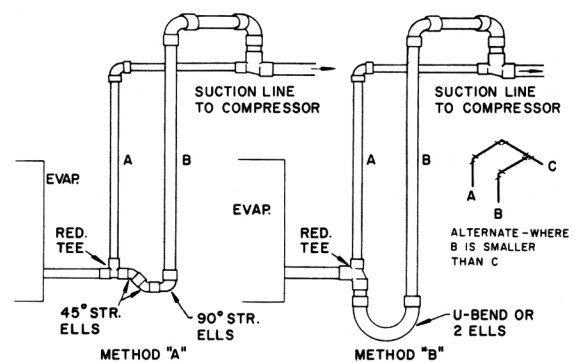 SUCTION LINE
TO COMPRESSOR
A
B
EVAP.
RED.
TEE
45° STR.
ELLS
90° STR.
ELLS
METHOD "A"
SUCTION LINE
TO COMPRESSOR
A
B
EVAP.
RED.
TEE
A
B
C
ALTERNATE-WHERE
B IS SMALLER
THAN C
U-BEND OR
2 ELLS
METHOD "B"